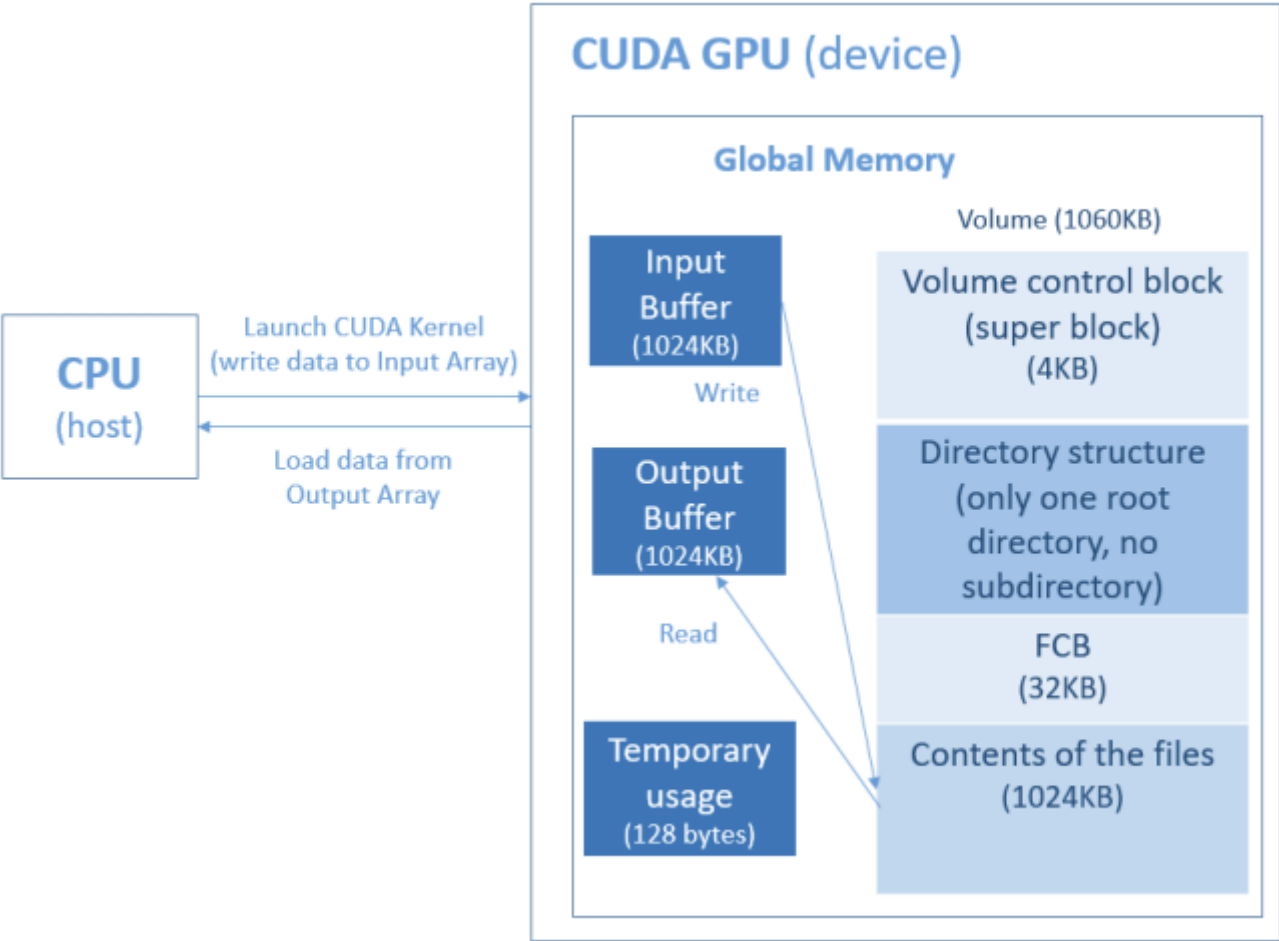 CUDA GPU (device)
Global Memory
Volume (1060KB)
Input
Buffer
(1024KB)
Volume control block
(super block)
(4KB)
Launch CUDA Kernel
(write data to Input Array)
CPU
(host)
Write
Load data from
Output Array
Output
Buffer
(1024KB)
Directory structure
(only one root
directory, no
subdirectory)
Read
FCB
(32KB)
Temporary
usage
(128 bytes)
Contents of the files
(1024KB)